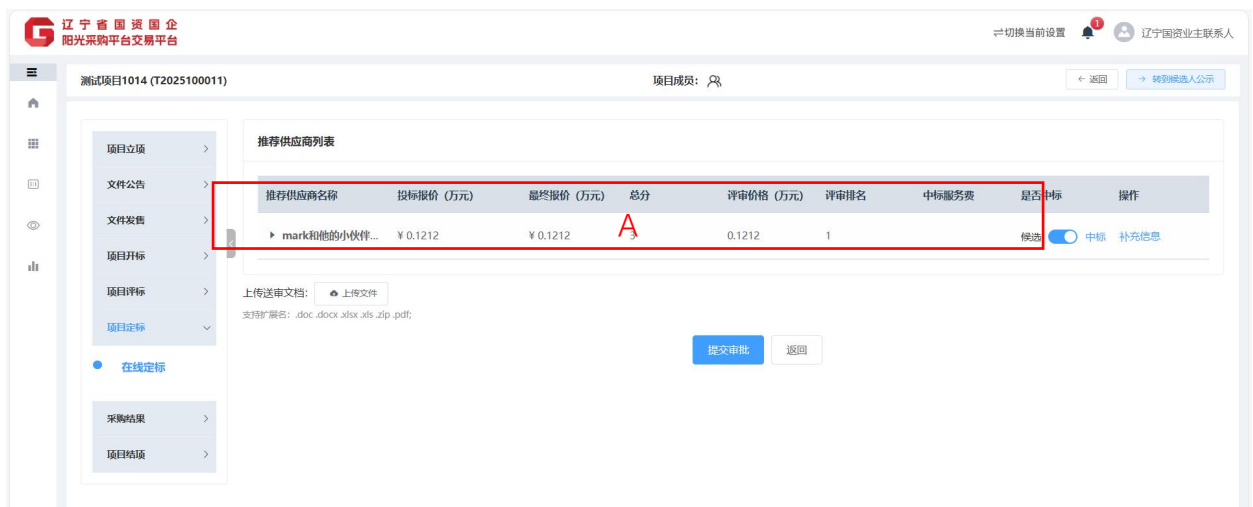 辽宁省国资国企
阳光采购平台交易平台
切换当前设置
1
辽宁国资业主联系人
测试项目1014 (T2025100011)
项目成员:
← 返回
→ 转到候选人公示
项目立项
文件公告
文件发售
项目开标
项目评标
项目定标
在线定标
采购结果
项目结项
推荐供应商列表
推荐供应商名称 投标报价 (万元) 最终报价 (万元) 总分 评审价格 (万元) 评审排名 中标服务费 是否中标 操作
mark和他的小伙伴... ¥ 0.1212 ¥ 0.1212 0.1212 1 候选 中标 补充信息
A
上传送审文档: 上传文件
支持扩展名: .doc .docx .xlsx .xls .zip .pdf;
提交审批 返回